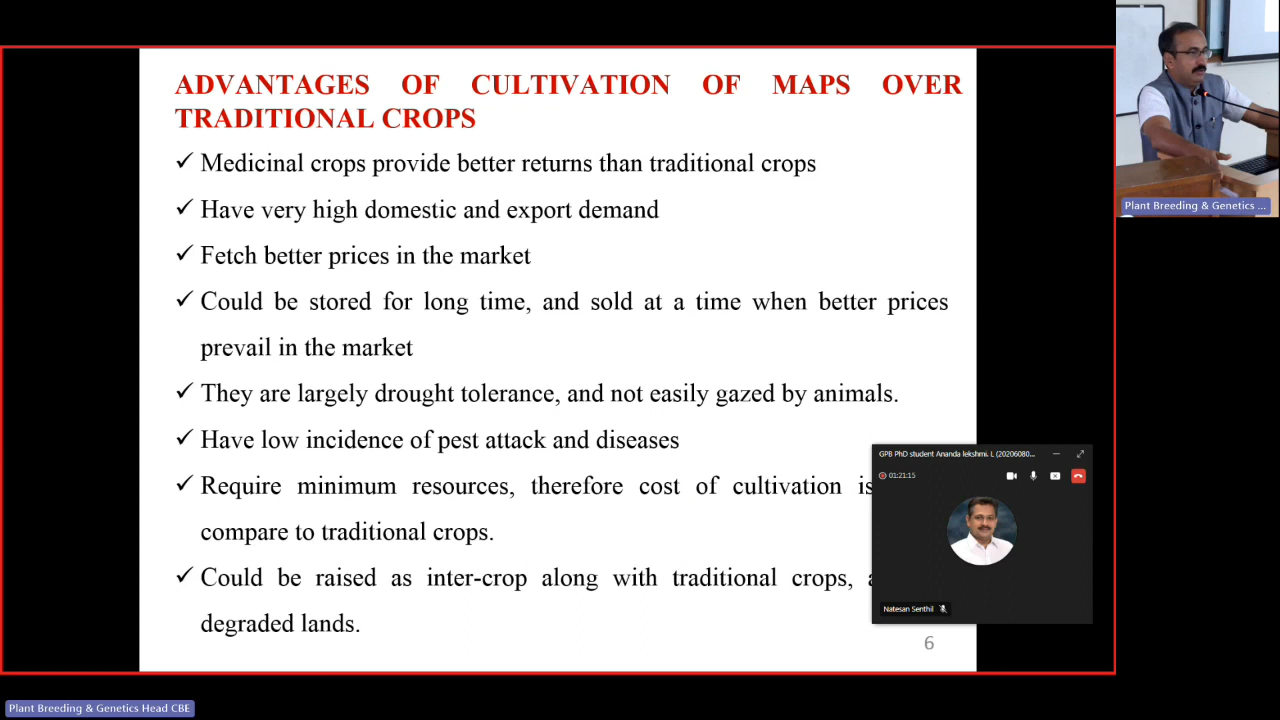 ADVANTAGES OF CULTIVATION OF MAPS OVER
TRADITIONAL CROPS
✓ Medicinal crops provide better returns than traditional crops
✓ Have very high domestic and export demand
✓ Fetch better prices in the market
✓ Could be stored for long time, and sold at a time when better prices
prevail in the market
✓ They are largely drought tolerance, and not easily gazed by animals.
✓ Have low incidence of pest attack and diseases
✓ Require minimum resources, therefore cost of cultivation is
compare to traditional crops.
✓ Could be raised as inter-crop along with traditional crops,
degraded lands.
6
GPB PhD student Ananda lekshmi. L (20206080...
01:21:15
Natesan Senthil
Plant Breeding & Genetics ...
Plant Breeding & Genetics Head CBE